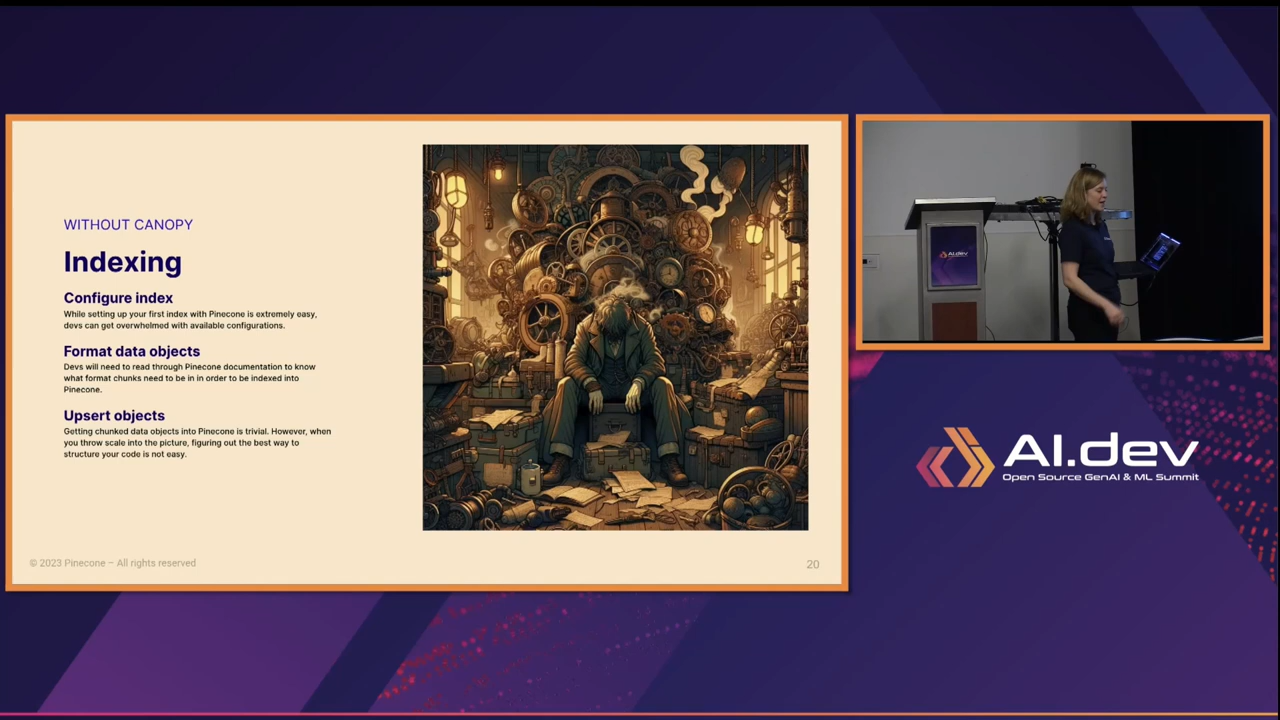 WITHOUT CANOPY
Indexing
Configure index
While setting up your first index with Pinecone is extremely easy,
devs can get overwhelmed with available configurations.
Format data objects
Devs will need to read through Pinecone documentation to know
what format chunks need to be in in order to be indexed into
Pinecone.
Upsert objects
Getting chunked data objects into Pinecone is trivial. However, when
you throw scale into the picture, figuring out the best way to
structure your code is not easy.
© 2023 Pinecone – All rights reserved
20
AI.dev
AI.dev
Open Source GenAI & ML Summit